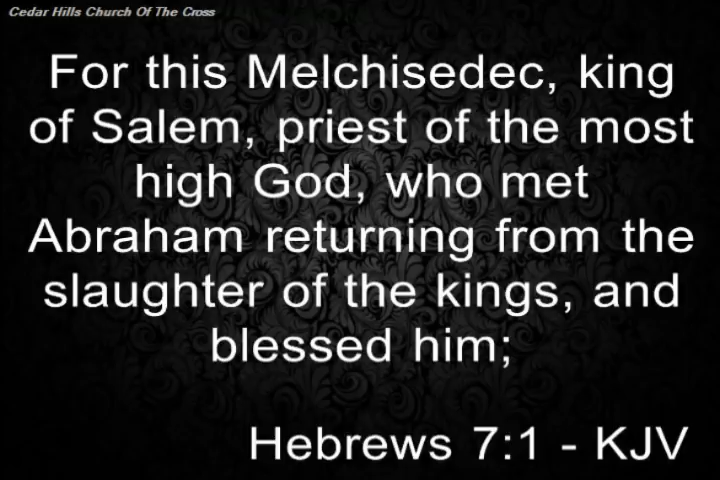 Cedar Hills Church Of The Cross
For this Melchisedec, king
of Salem, priest of the most
high God, who met
Abraham returning from the
slaughter of the kings, and
blessed him;
Hebrews 7:1 - KJV